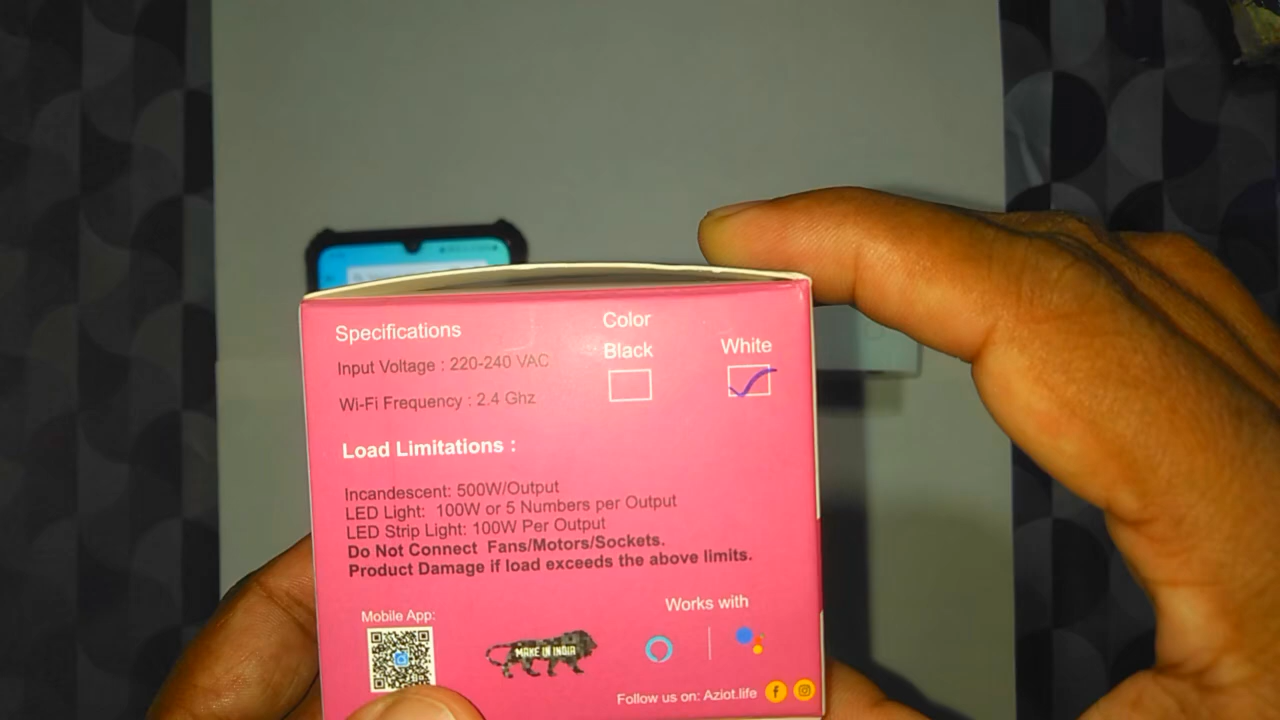 Specifications
Color
Black
White
Input Voltage : 220-240 VAC
Wi-Fi Frequency : 2.4 Ghz
Load Limitations :
Incandescent: 500W/Output
LED Light: 100W or 5 Numbers per Output
LED Strip Light: 100W Per Output
Do Not Connect Fans/Motors/Sockets.
Product Damage if load exceeds the above limits.
Mobile App:
MAKE IN INDIA
Works with
Follow us on: Aziot.life